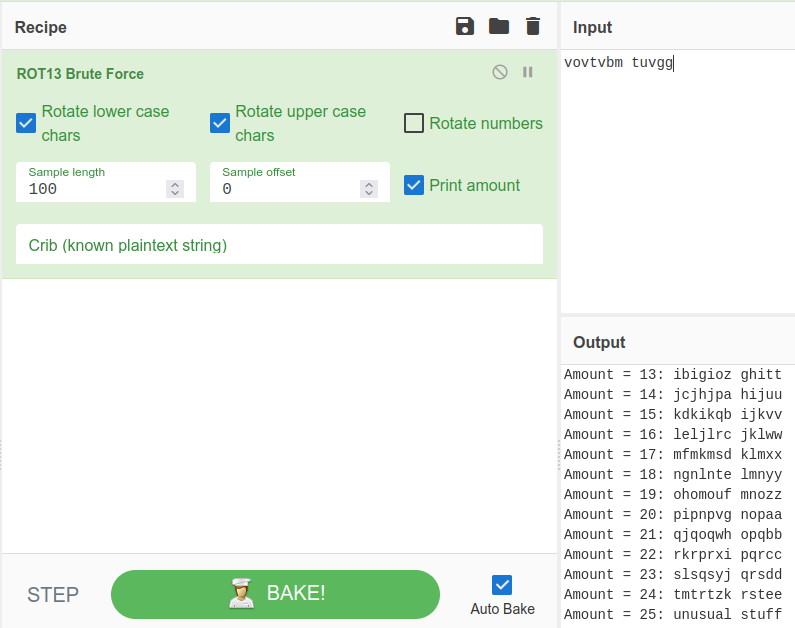 Recipe
ROT13 Brute Force
Rotate lower case
chars
Rotate upper case
chars
Rotate numbers
Sample length
100
Sample offset
0
Print amount
Crib (known plaintext string)
STEP
BAKE!
Auto Bake
Input
vovtvbm tuvgg
Output
Amount = 13: ibigioz ghitt
Amount = 14: jcjhjpa hijuu
Amount = 15: kdkikqb ijkvv
Amount = 16: leljlrc jklww
Amount = 17: mfmkmsd klmxx
Amount = 18: ngnlnte lmnyy
Amount = 19: ohomouf mnozz
Amount = 20: pipnpvg nopaa
Amount = 21: qjqoqwh opqbb
Amount = 22: rkrprxi pqrcc
Amount = 23: slsqsyj qrsdd
Amount = 24: tmtrtzk rstee
Amount = 25: unusual stuff